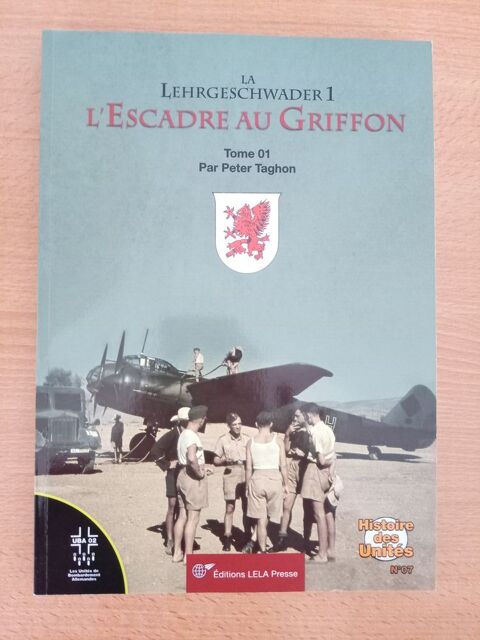 LA
LEHRGESCHWADER 1
L'ESCADRE AU GRIFFON
Tome 01
Par Peter Taghon
H
UBA 02
Les Unités de
Bombardement
Allemandes
Éditions LELA Presse
Histoire
des
Unités
N°07